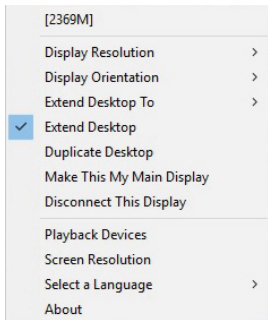 [2369M]
Display Resolution
Display Orientation
Extend Desktop To
Extend Desktop
Duplicate Desktop
Make This My Main Display
Disconnect This Display
Playback Devices
Screen Resolution
Select a Language
About